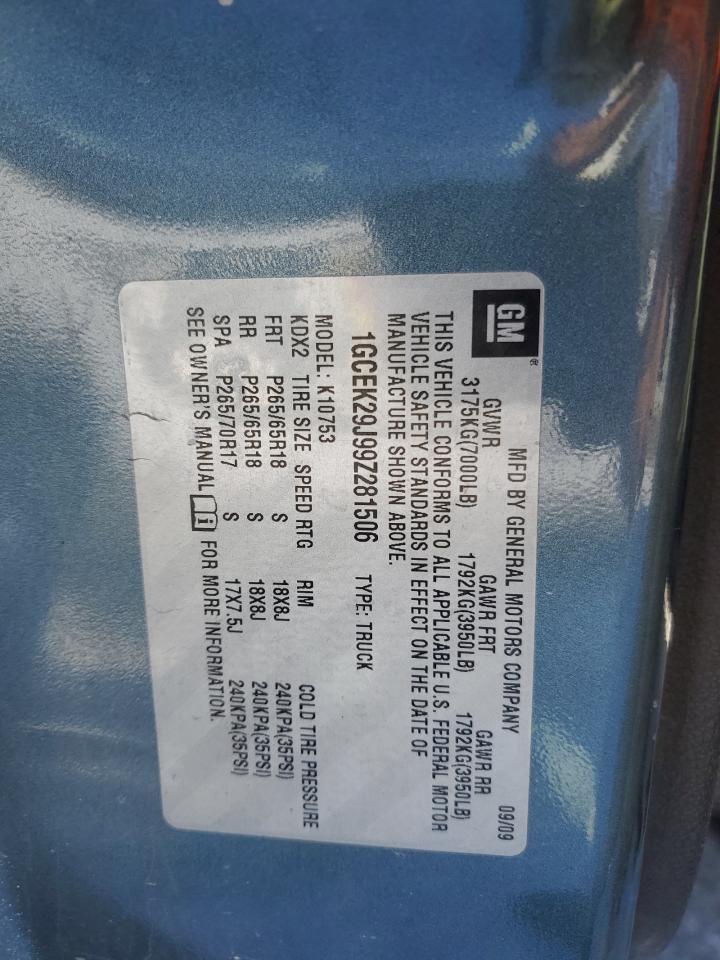 GM® MFD BY GENERAL MOTORS COMPANY 09/09
GVWR GAWR FRT GAWR RR
3175KG(7000LB) 1792KG(3950LB) 1792KG(3950LB)
THIS VEHICLE CONFORMS TO ALL APPLICABLE U.S. FEDERAL MOTOR
VEHICLE SAFETY STANDARDS IN EFFECT ON THE DATE OF
MANUFACTURE SHOWN ABOVE.
1GCEK29J99Z281506 TYPE: TRUCK
MODEL: K10753
KDX2 TIRE SIZE SPEED RTG RIM COLD TIRE PRESSURE
FRT P265/65R18 S 18X8J 240KPA(35PSI)
RR P265/65R18 S 18X8J 240KPA(35PSI)
SPA P265/70R17 S 17X7.5J 240KPA(35PSI)
SEE OWNER'S MANUAL FOR MORE INFORMATION.